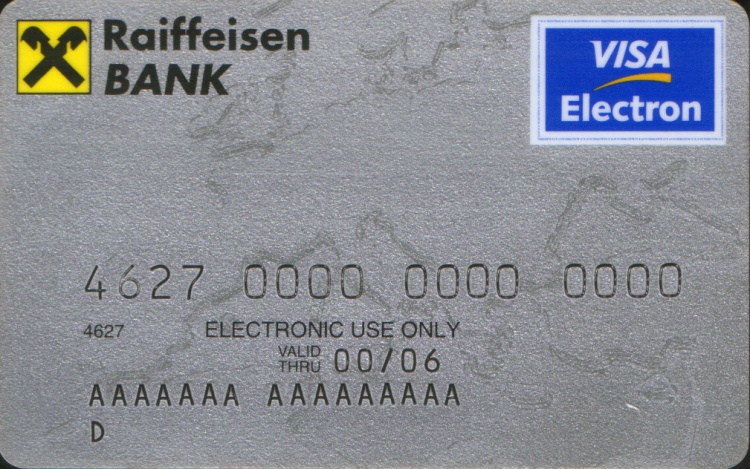 Raiffeisen
BANK
VISA
Electron
4627 0000 0000 0000
4627 ELECTRONIC USE ONLY
VALID
THRU 00/06
AAAAAAA AAAAAAAAA
D